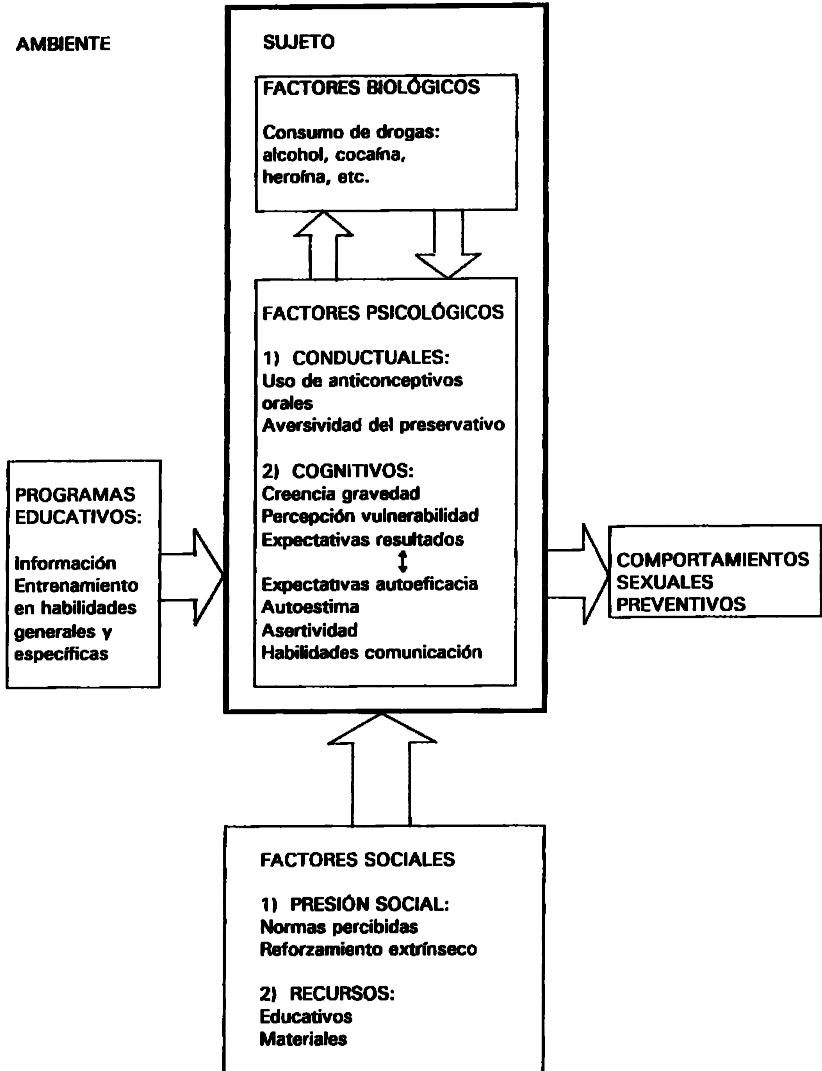 AMBIENTE
SUJETO
FACTORES BIOLÓGICOS
Consumo de drogas:
alcohol, cocaína,
heroína, etc.
FACTORES PSICOLÓGICOS
1) CONDUCTUALES:
Uso de anticonceptivos
orales
Aversividad del preservativo
2) COGNITIVOS:
Creencia gravedad
Percepción vulnerabilidad
Expectativas resultados
Expectativas autoeficacia
Autoestima
Asertividad
Habilidades comunicación
PROGRAMAS
EDUCATIVOS:
Información
Entrenamiento
en habilidades
generales y
específicas
COMPORTAMIENTOS
SEXUALES
PREVENTIVOS
FACTORES SOCIALES
1) PRESIÓN SOCIAL:
Normas percibidas
Reforzamiento extrínseco
2) RECURSOS:
Educativos
Materiales